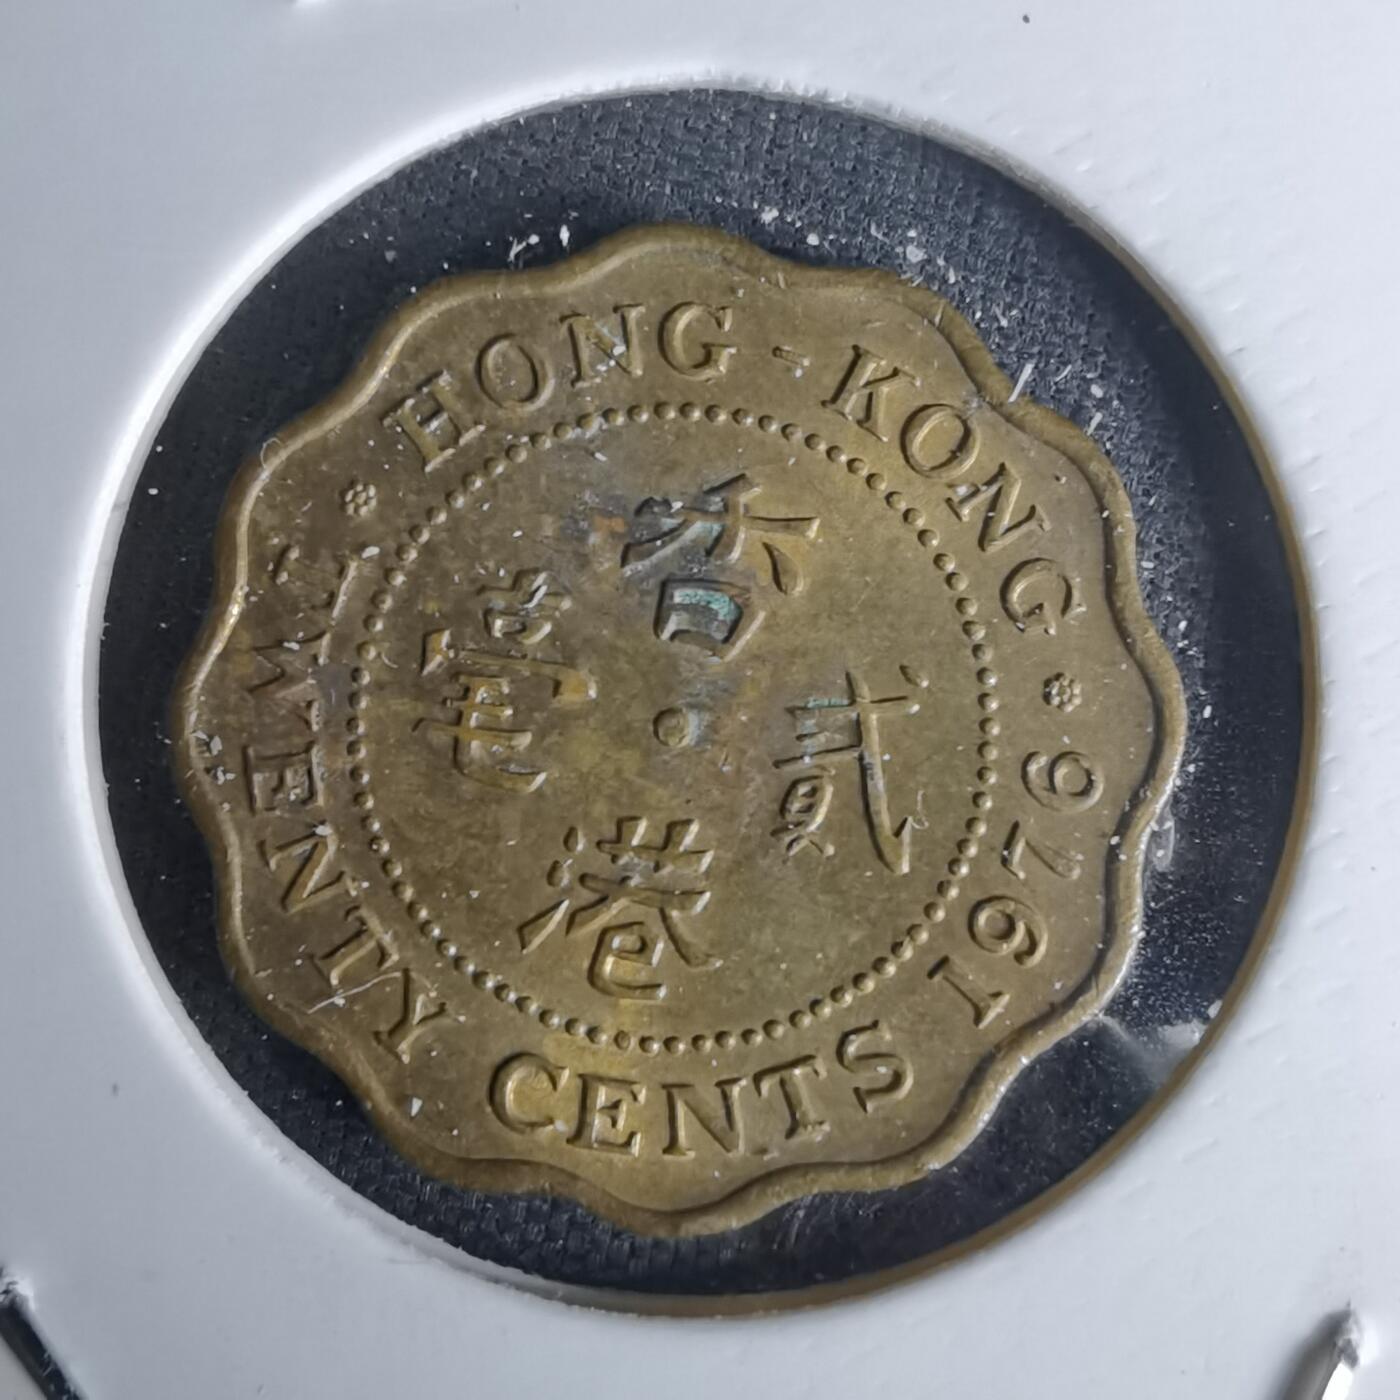 HONG-KONG
香港
貳毫
TWENTY CENTS 1976